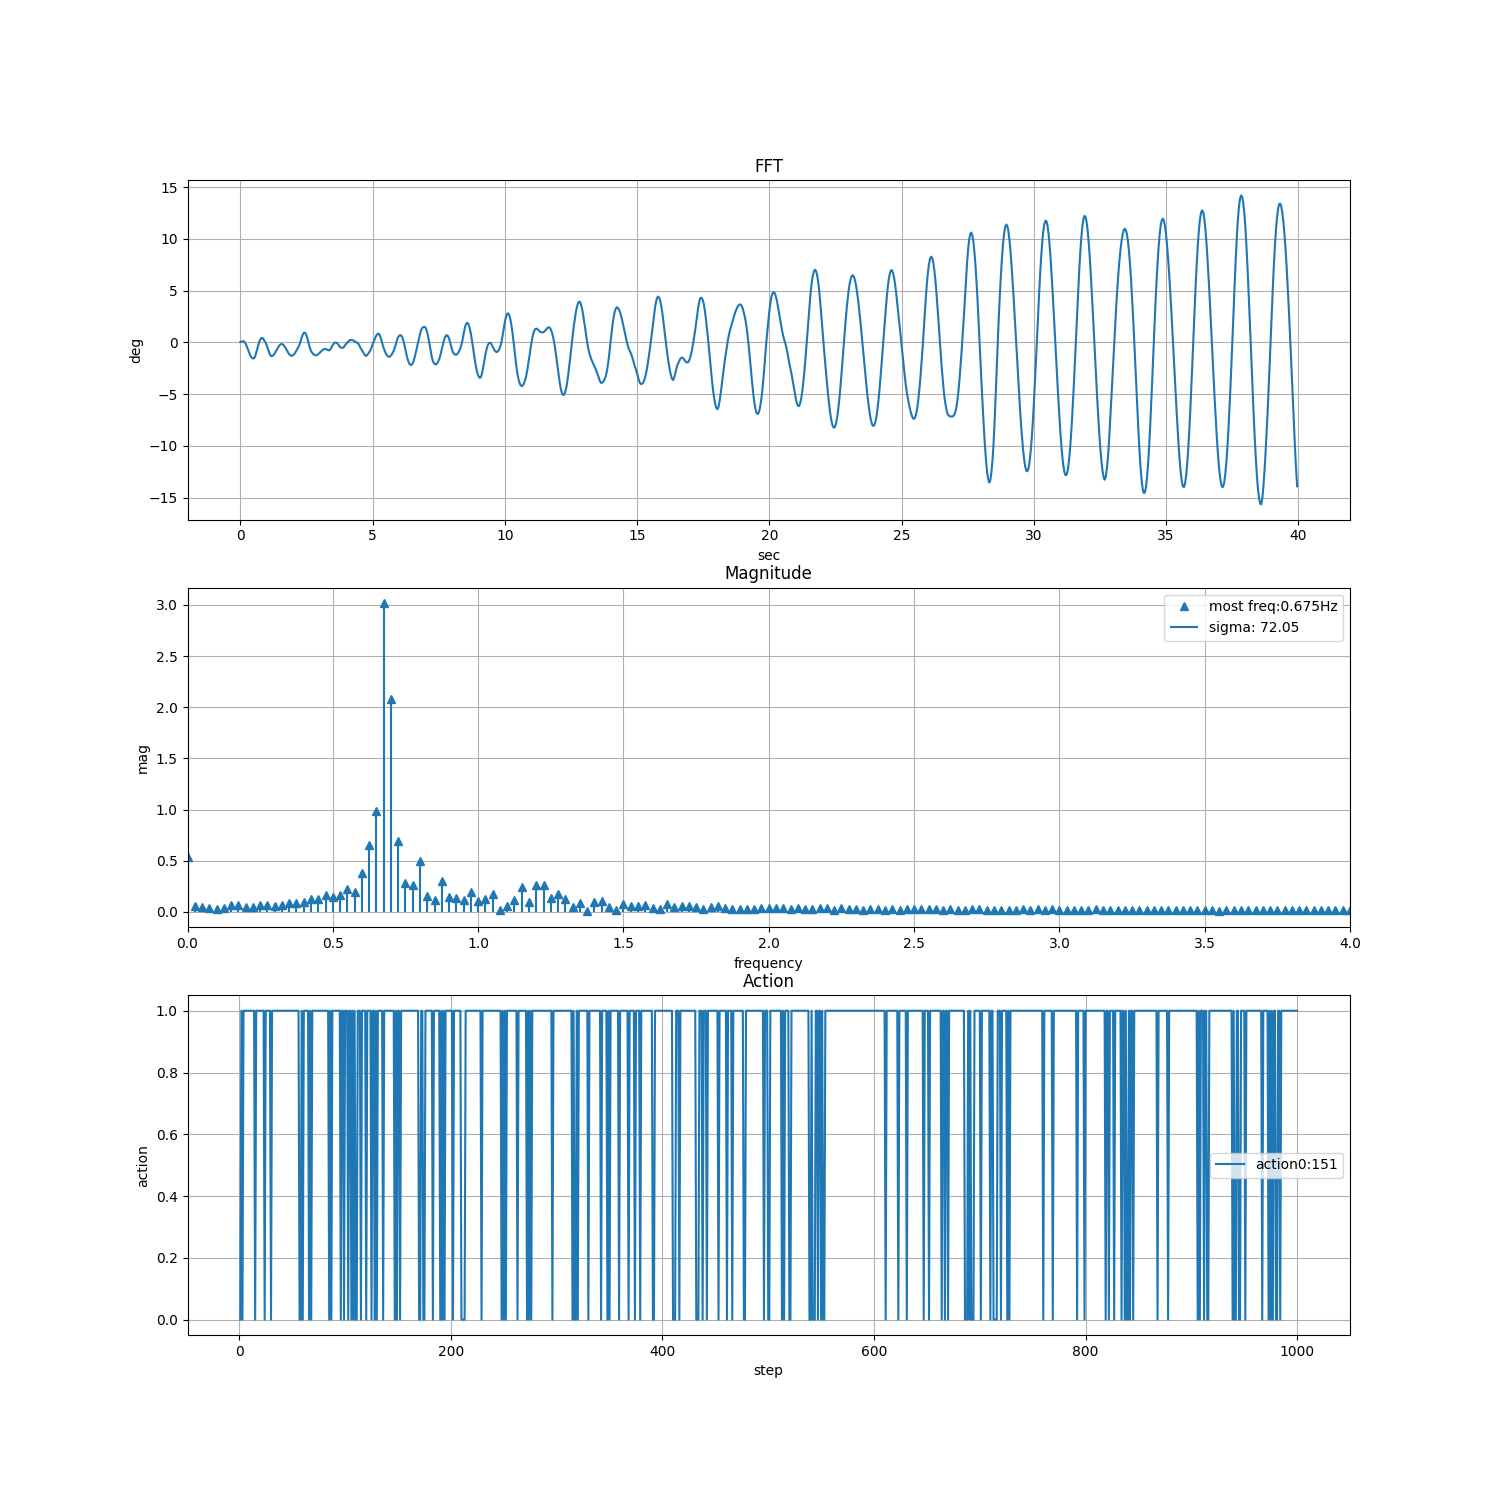 FFT
15
10
5
0
−5
−10
−15
deg
0 5 10 15 20 25 30 35 40
sec
Magnitude
3.0
2.5
2.0
1.5
1.0
0.5
0.0
mag
most freq:0.675Hz
sigma: 72.05
0.0 0.5 1.0 1.5 2.0 2.5 3.0 3.5 4.0
frequency
Action
1.0
0.8
0.6
0.4
0.2
0.0
action
action0:151
0 200 400 600 800 1000
step